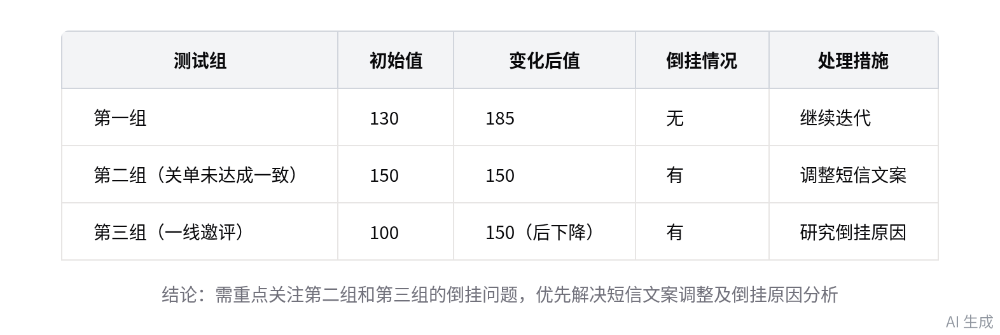 测试组 初始值 变化后值 倒挂情况 处理措施
第一组 130 185 无 继续迭代
第二组（关单未达成一致） 150 150 有 调整短信文案
第三组（一线邀评） 100 150（后下降） 有 研究倒挂原因
结论：需重点关注第二组和第三组的倒挂问题，优先解决短信文案调整及倒挂原因分析
AI 生成